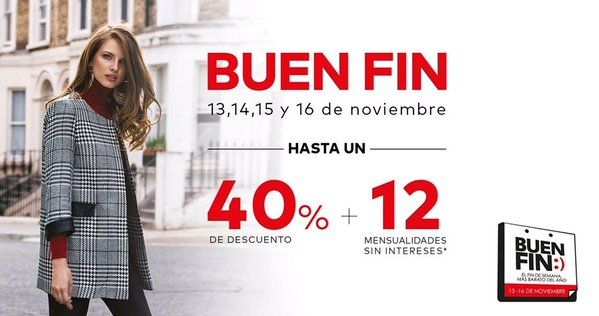 BUEN FIN
13,14,15 y 16 de noviembre
HASTA UN
40% + 12
DE DESCUENTO
MENSUALIDADES
SIN INTERESES*
BUEN
FIN:)
EL FIN DE SEMANA
MÁS BARATO DEL AÑO
13 - 16 DE NOVIEMBRE